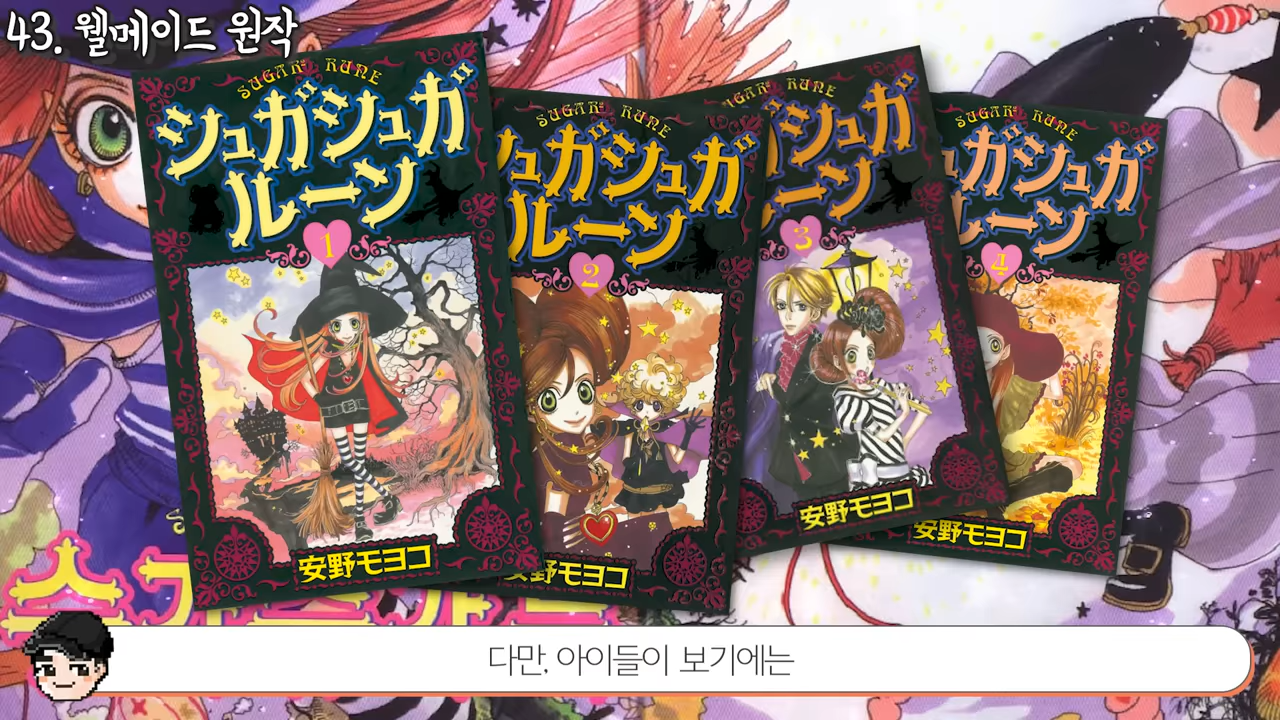 43. 웰메이드 원작
SUGAR RUNE
シュガシュガ
ルーン
1
安野モヨコ
SUGAR RUNE
シュガシュガ
ルーン
2
安野モヨコ
RUNE
シュガ
ルーン
3
安野モヨコ
SUGAR RUNE
シュガシュガ
ルーン
4
安野モヨコ
다만, 아이들이 보기에는